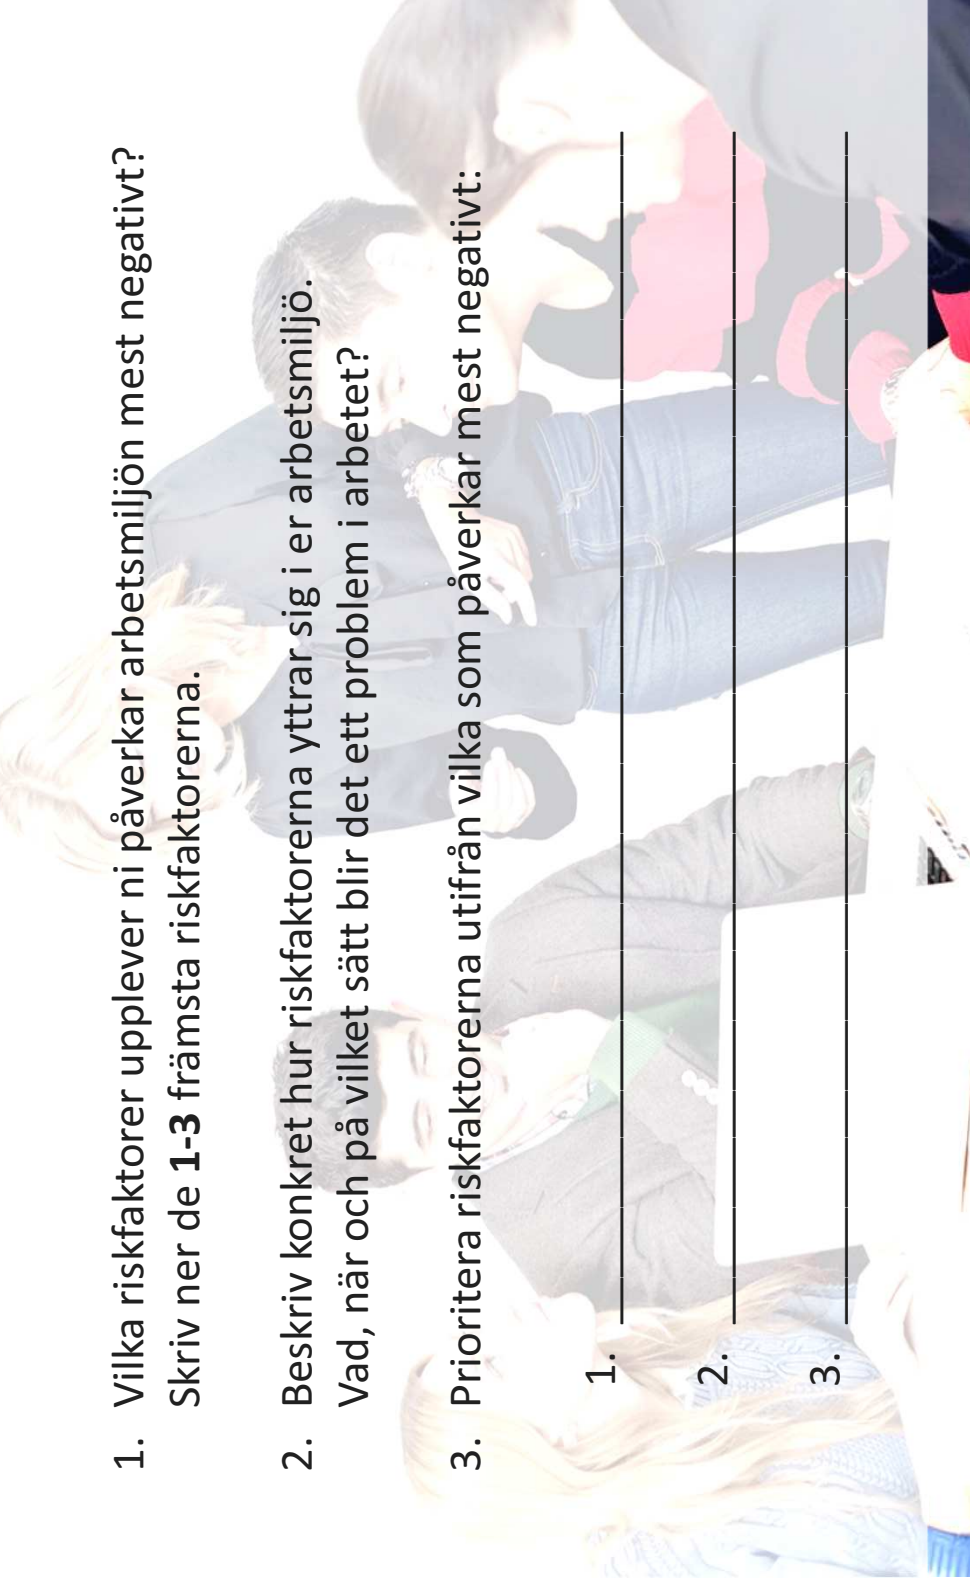 1. Vilka riskfaktorer upplever ni påverkar arbetsmiljön mest negativt?
Skriv ner de 1-3 främsta riskfaktorerna.
2. Beskriv konkret hur riskfaktorerna yttrar sig i er arbetsmiljö.
Vad, när och på vilket sätt blir det ett problem i arbetet?
3. Prioritera riskfaktorerna utifrån vilka som påverkar mest negativt:
1.
2.
3.